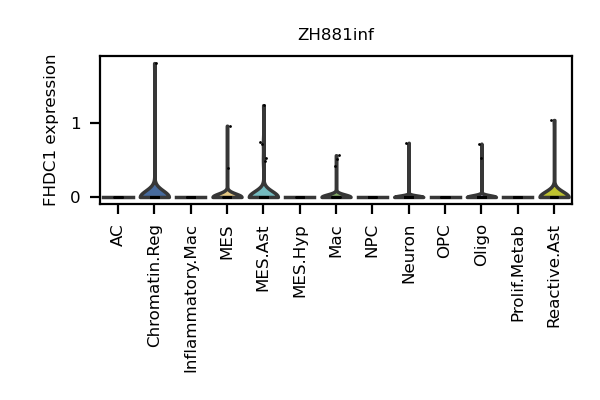 ZH881inf
FHDC1 expression
1
0
AC
Chromatin.Reg
Inflammatory.Mac
MES
MES.Ast
MES.Hyp
Mac
NPC
Neuron
OPC
Oligo
Prolif.Metab
Reactive.Ast